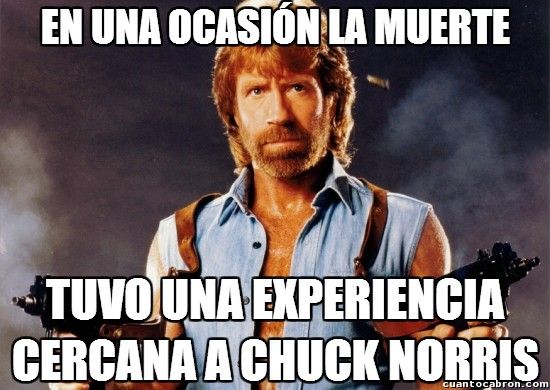 EN UNA OCASIÓN LA MUERTE
TUVO UNA EXPERIENCIA
CERCANA A CHUCK NORRIS
cuantocabron.com